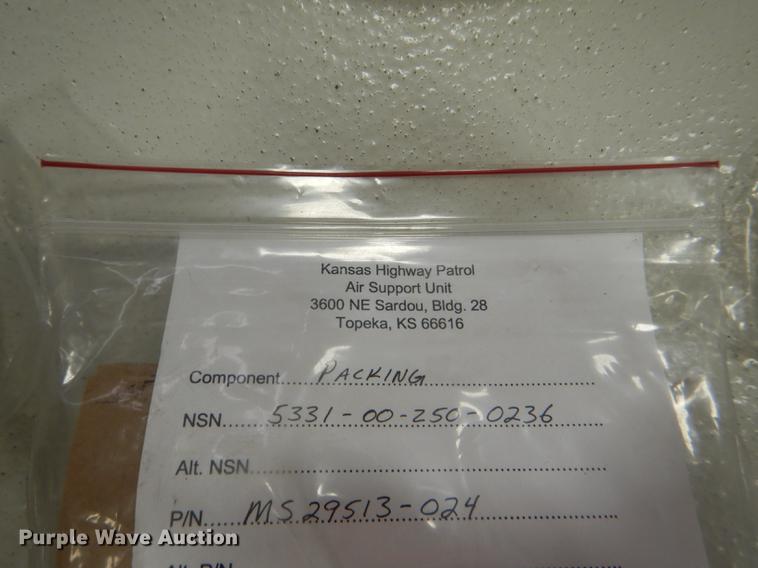 Kansas Highway Patrol
Air Support Unit
3600 NE Sardou, Bldg. 28
Topeka, KS 66616
Component.... PACKING
NSN.... 5331-00-250-0236
Alt. NSN....
P/N.... MS29513-024
Alt. P/N....
Purple Wave Auction